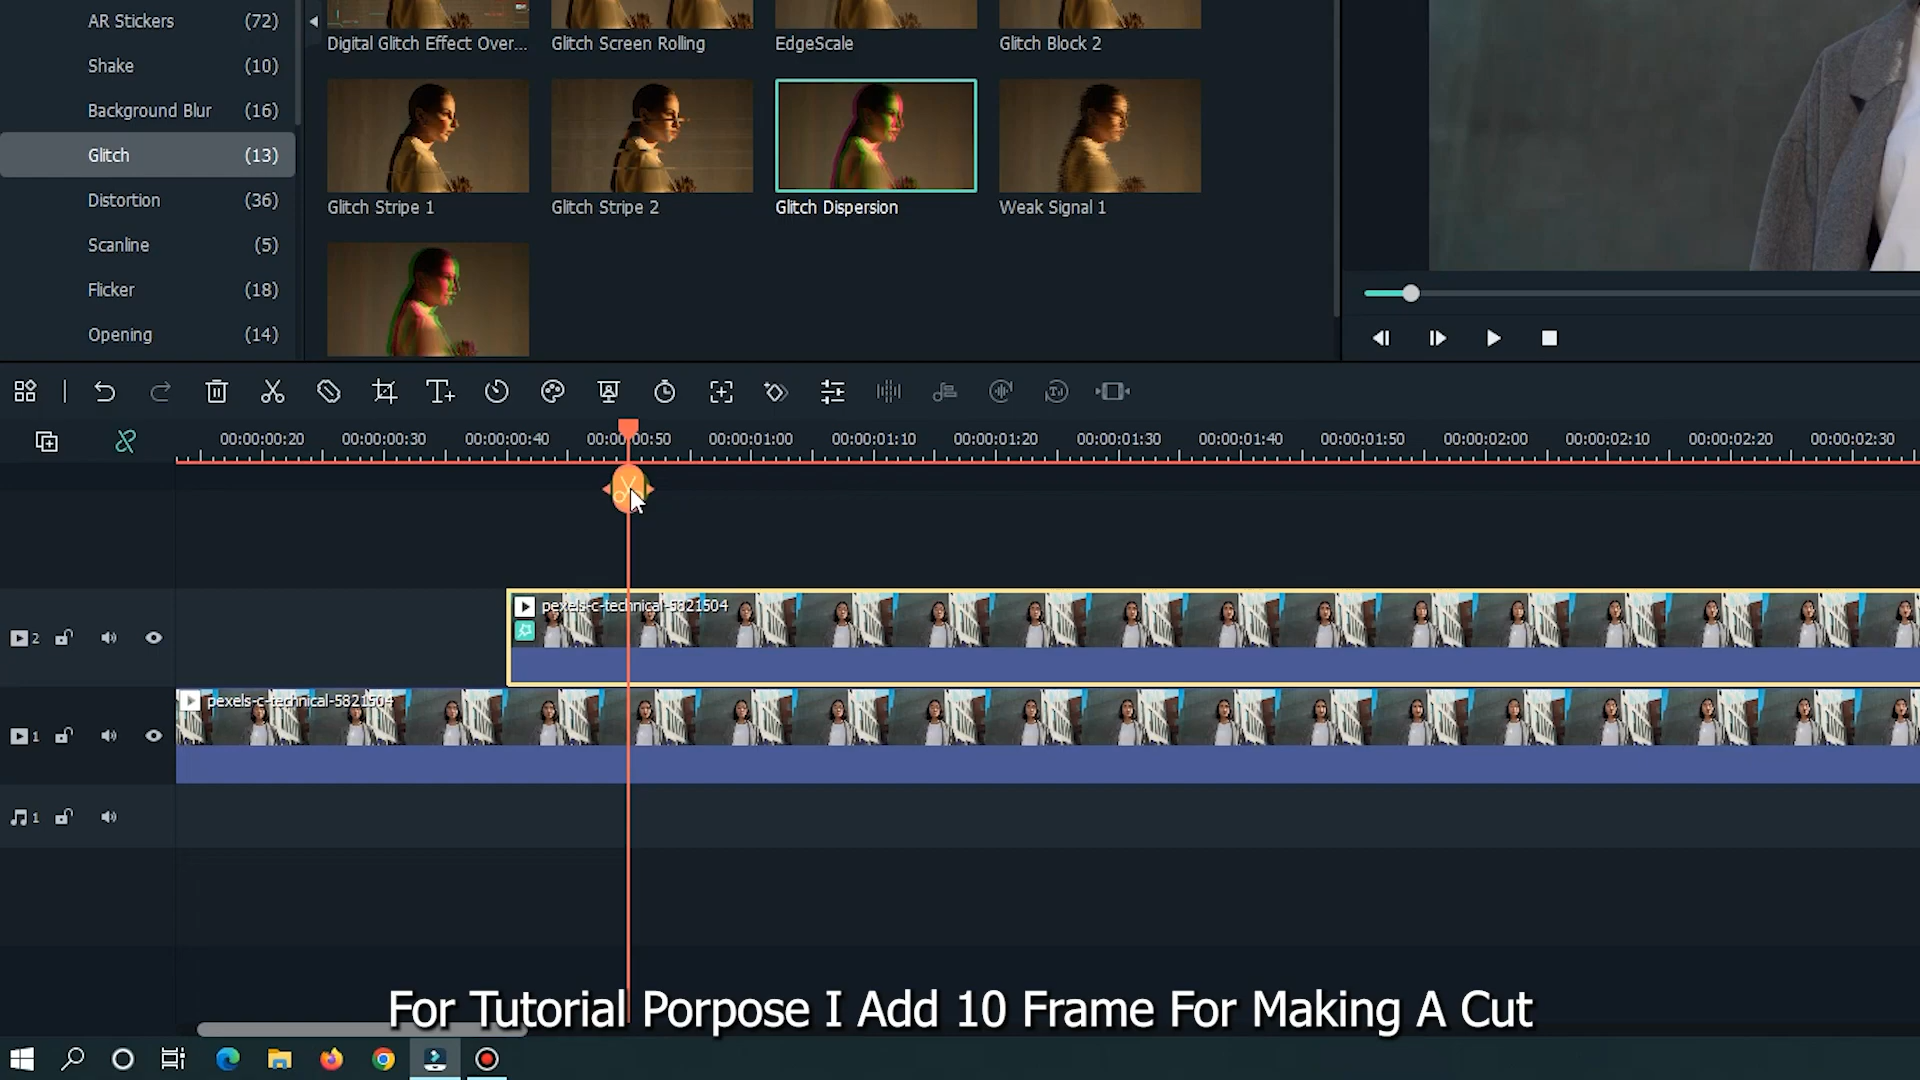 AR Stickers (72)
Shake (10)
Background Blur (16)
Glitch (13)
Distortion (36)
Scanline (5)
Flicker (18)
Opening (14)
Digital Glitch Effect Over... Glitch Screen Rolling EdgeScale Glitch Block 2
Glitch Stripe 1 Glitch Stripe 2 Glitch Dispersion Weak Signal 1
00:00:00:20 00:00:00:30 00:00:00:40 00:00:00:50 00:00:01:00 00:00:01:10 00:00:01:20 00:00:01:30 00:00:01:40 00:00:01:50 00:00:02:00 00:00:02:10 00:00:02:20 00:00:02:30
pexels-c-technical-5821504
2
pexels-c-technical-5821504
1
1
For Tutorial Porpose I Add 10 Frame For Making A Cut